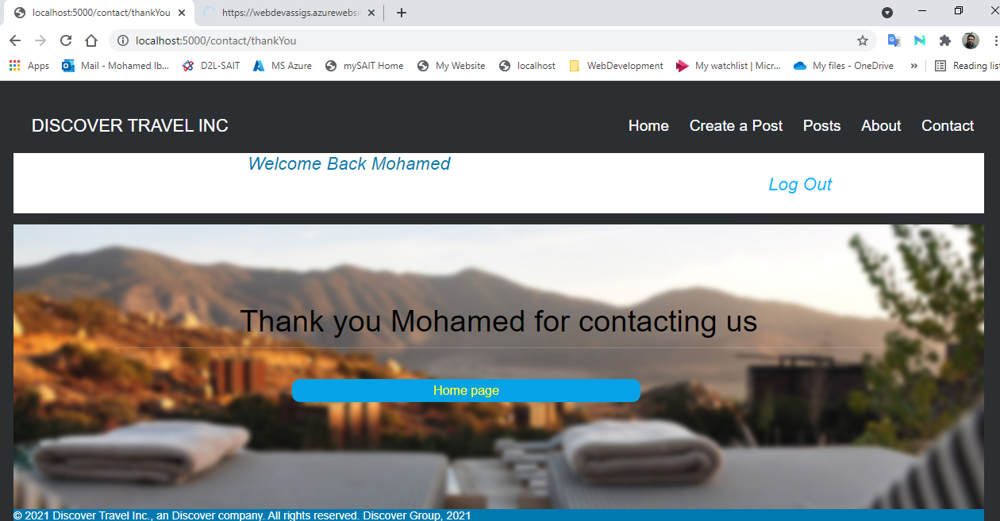 localhost:5000/contact/thankYou
https://webdevassigs.azurewebsi
localhost:5000/contact/thankYou
Apps Mail - Mohamed Ib... D2L-SAIT MS Azure mySAIT Home My Website localhost WebDevelopment My watchlist | Micr... My files - OneDrive » Reading list
DISCOVER TRAVEL INC Home Create a Post Posts About Contact
Welcome Back Mohamed
Log Out
Thank you Mohamed for contacting us
Home page
© 2021 Discover Travel Inc., an Discover company. All rights reserved. Discover Group, 2021